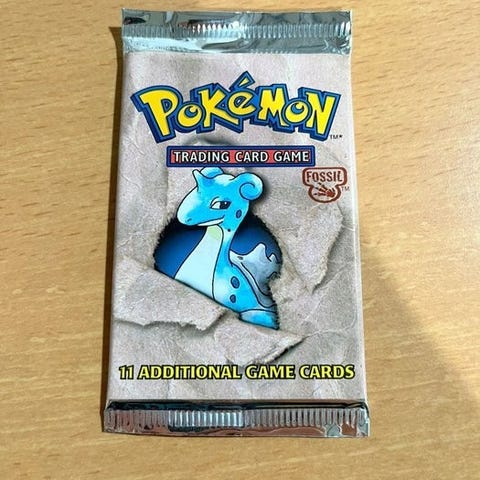 POKéMON
TM*
TRADING CARD GAME
FOSSIL
TM
11 ADDITIONAL GAME CARDS